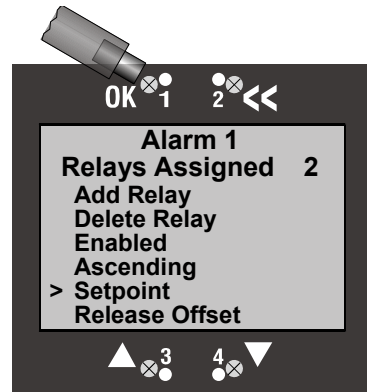 OK 1 2 <<
Alarm 1
Relays Assigned 2
Add Relay
Delete Relay
Enabled
Ascending
> Setpoint
Release Offset
3 4